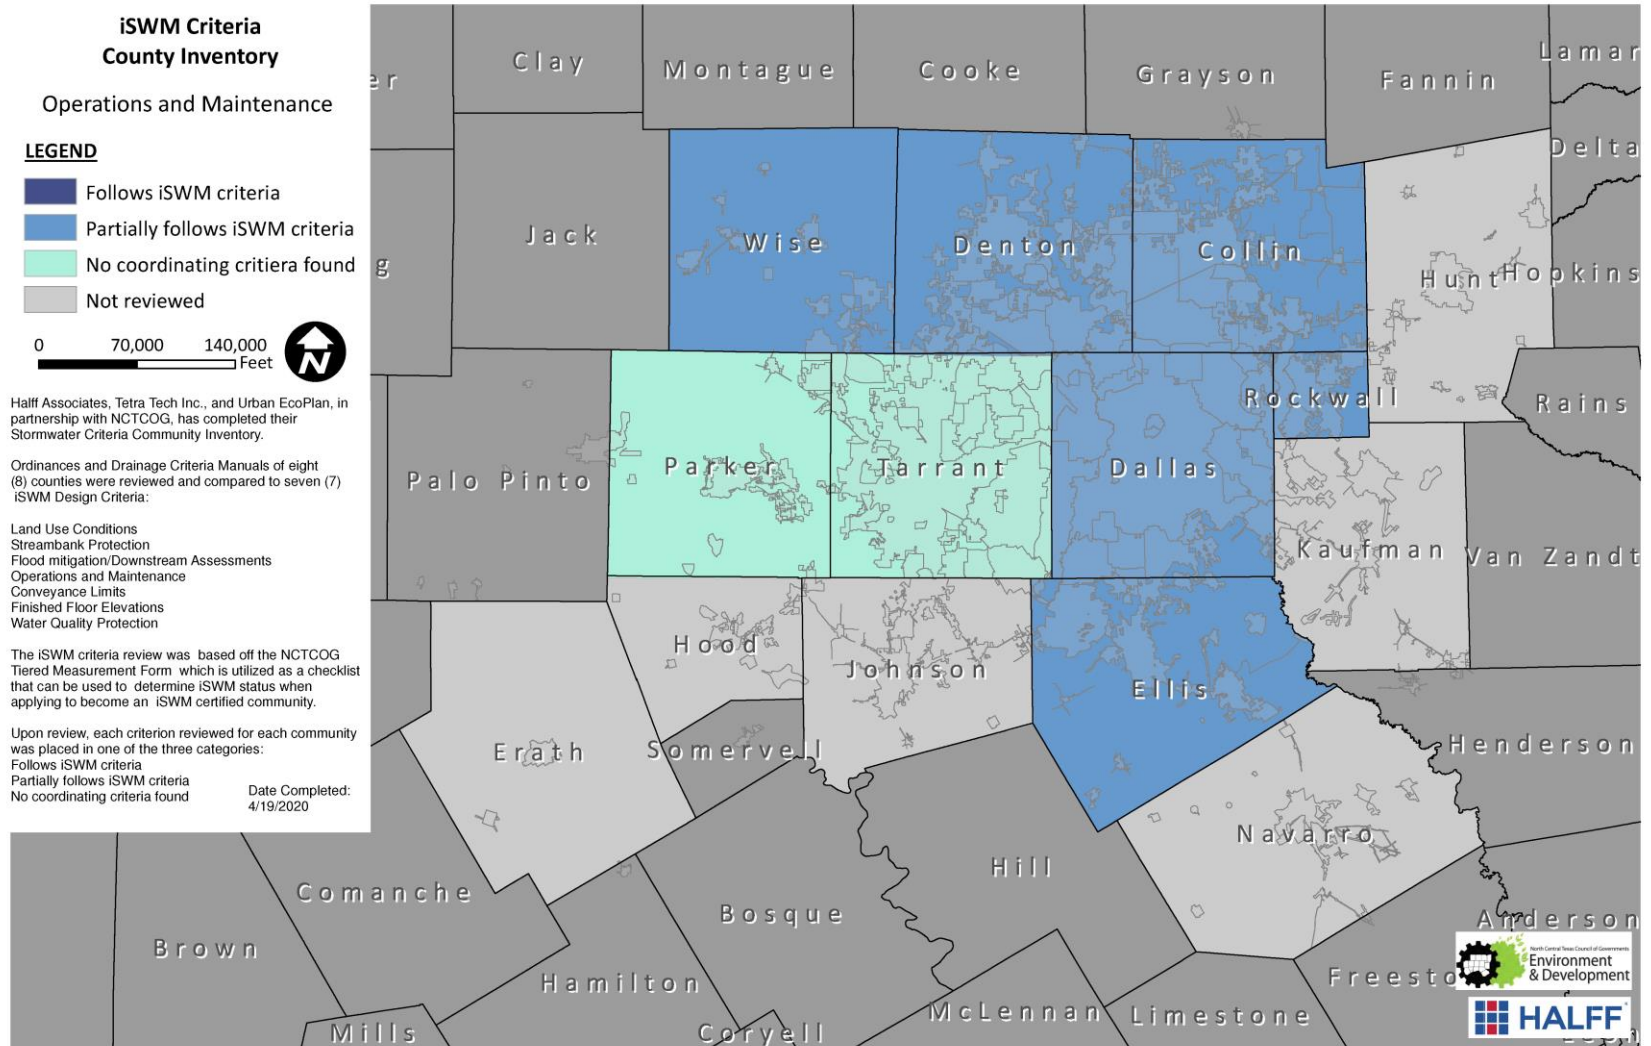 iSWM Criteria
County Inventory
Operations and Maintenance
LEGEND
Follows iSWM criteria
Partially follows iSWM criteria
No coordinating critiera found
Not reviewed
0 70,000 140,000
Feet
N
Halff Associates, Tetra Tech Inc., and Urban EcoPlan, in
partnership with NCTCOG, has completed their
Stormwater Criteria Community Inventory.
Ordinances and Drainage Criteria Manuals of eight
(8) counties were reviewed and compared to seven (7)
iSWM Design Criteria:
Land Use Conditions
Streambank Protection
Flood mitigation/Downstream Assessments
Operations and Maintenance
Conveyance Limits
Finished Floor Elevations
Water Quality Protection
The iSWM criteria review was based off the NCTCOG
Tiered Measurement Form which is utilized as a checklist
that can be used to determine iSWM status when
applying to become an iSWM certified community.
Upon review, each criterion reviewed for each community
was placed in one of the three categories:
Follows iSWM criteria
Partially follows iSWM criteria
No coordinating criteria found
Date Completed:
4/19/2020
er
Clay
Montague
Cooke
Grayson
Fannin
Lamar
Delta
g
Jack
Wise
Denton
Collin
Hunt
Hopkins
Rockwall
Rains
Palo Pinto
Parker
Tarrant
Dallas
Kaufman
Van Zandt
Hood
Johnson
Ellis
Erath
Somervell
Henderson
Navarro
Hill
Comanche
Bosque
Anderson
Brown
Hamilton
Freesto
McLennan
Limestone
Mills
Coryell
North Central Texas Council of Governments
Environment
& Development
HALFF